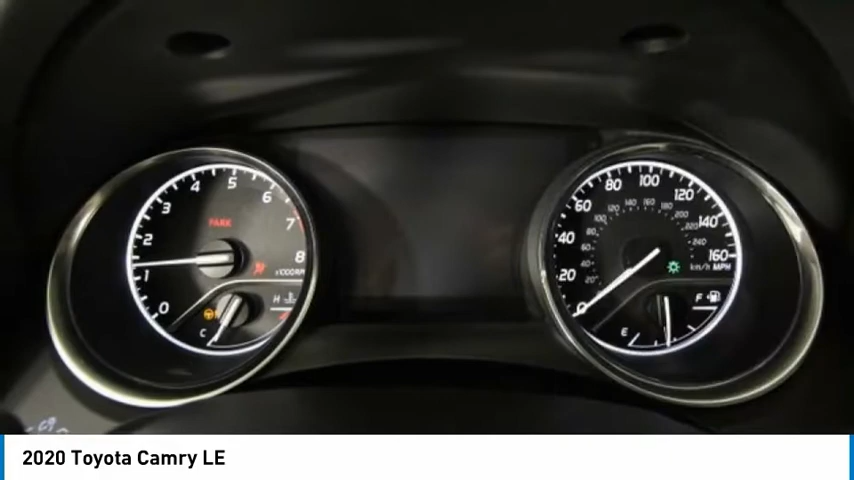 0 1 2 3 4 5 6 7 8
x1000RPM
PARK
C H
0 20 40 60 80 100 120 140 160
20 40 60 80 100 120 140 160 180 200 220 240
km/h MPH
E F
2020 Toyota Camry LE